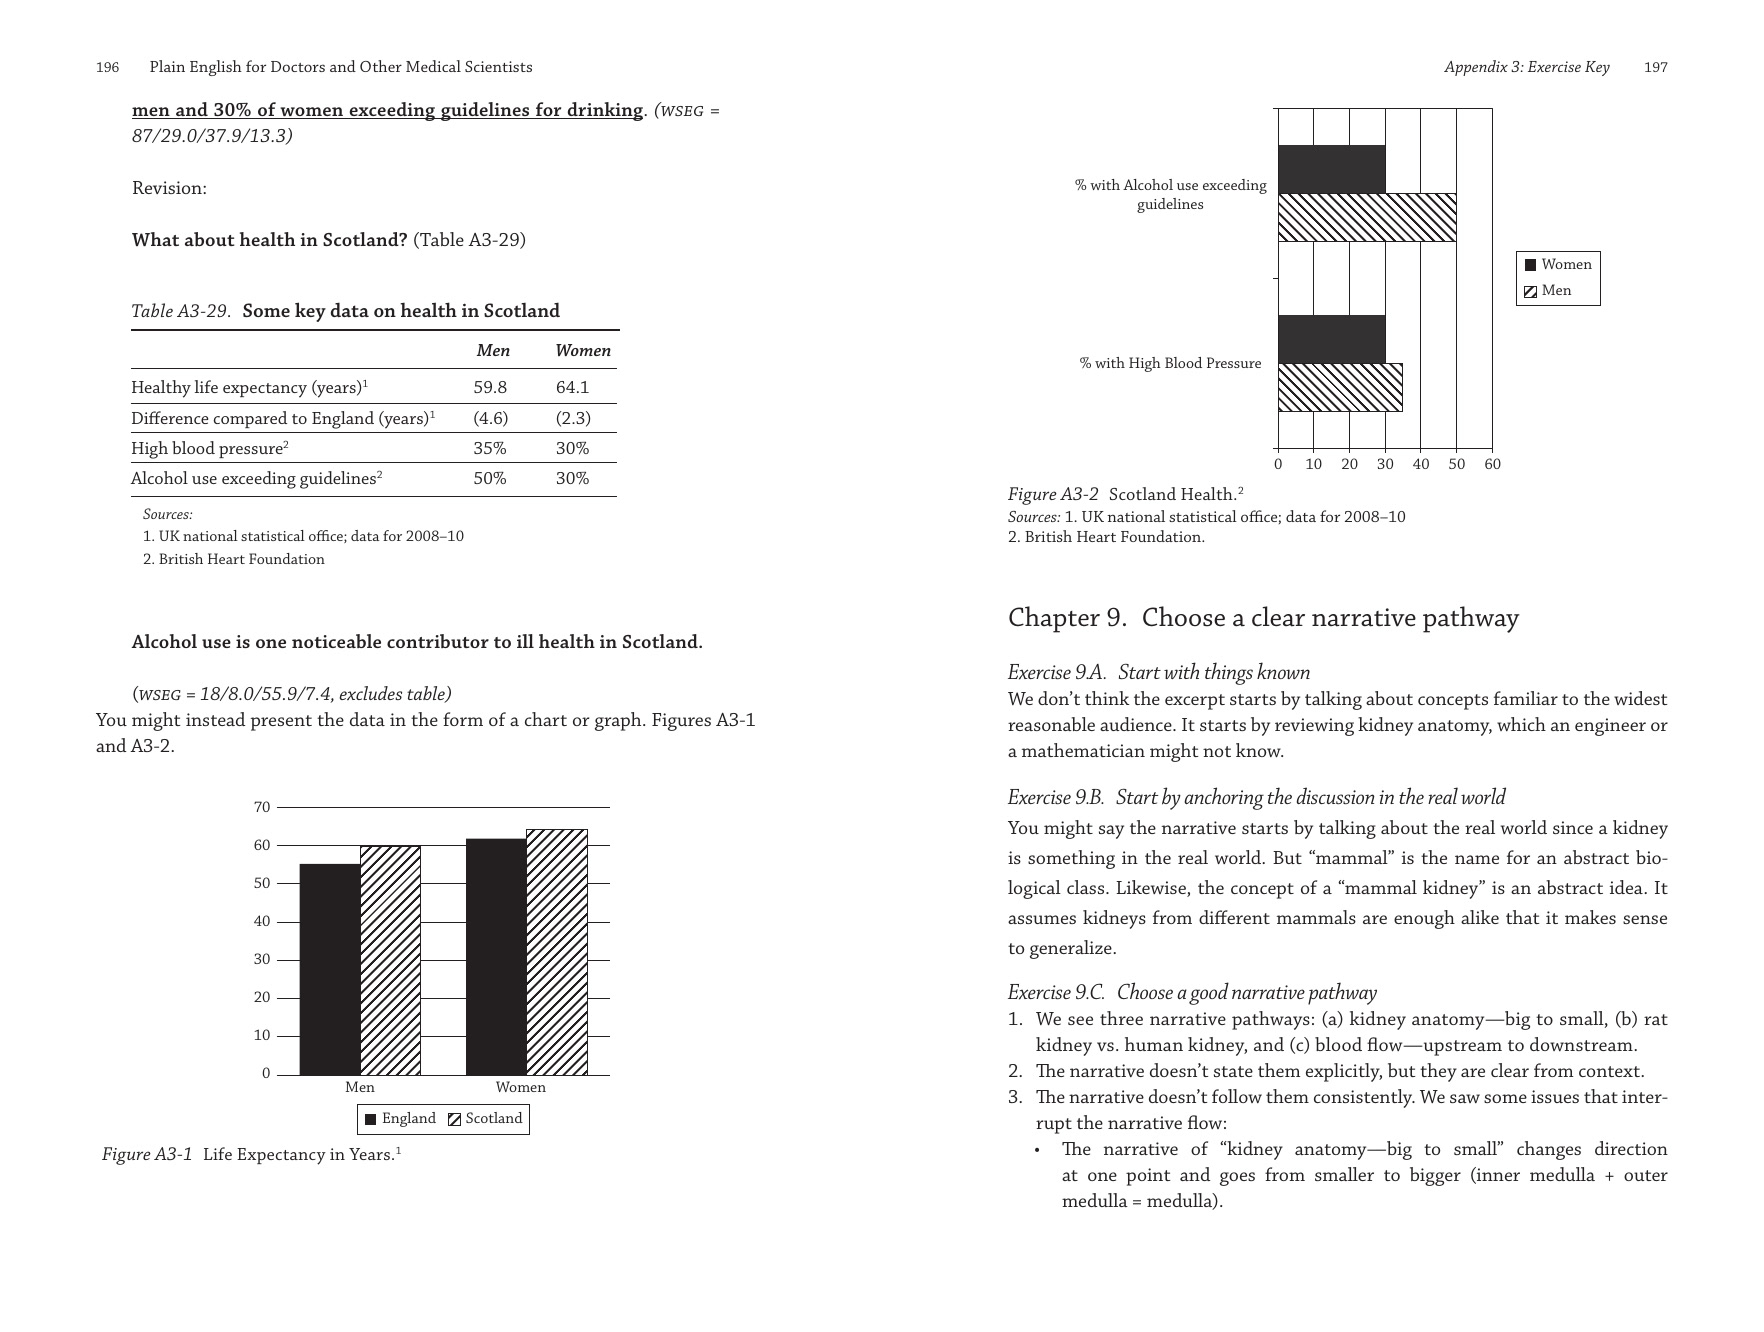 196 Plain English for Doctors and Other Medical Scientists
men and 30% of women exceeding guidelines for drinking. (WSEG =
87/29.0/37.9/13.3)
Revision:
What about health in Scotland? (Table A3-29)
Table A3-29. Some key data on health in Scotland
Men Women
Healthy life expectancy (years)¹ 59.8 64.1
Difference compared to England (years)¹ (4.6) (2.3)
High blood pressure² 35% 30%
Alcohol use exceeding guidelines² 50% 30%
Sources:
1. UK national statistical office; data for 2008–10
2. British Heart Foundation
Alcohol use is one noticeable contributor to ill health in Scotland.
(WSEG = 18/8.0/55.9/7.4, excludes table)
You might instead present the data in the form of a chart or graph. Figures A3-1
and A3-2.
70
60
50
40
30
20
10
0
Men Women
England Scotland
Figure A3-1 Life Expectancy in Years.¹
Appendix 3: Exercise Key 197
% with Alcohol use exceeding
guidelines
Women
Men
% with High Blood Pressure
0 10 20 30 40 50 60
Figure A3-2 Scotland Health.²
Sources: 1. UK national statistical office; data for 2008–10
2. British Heart Foundation.
Chapter 9. Choose a clear narrative pathway
Exercise 9.A. Start with things known
We don’t think the excerpt starts by talking about concepts familiar to the widest
reasonable audience. It starts by reviewing kidney anatomy, which an engineer or
a mathematician might not know.
Exercise 9.B. Start by anchoring the discussion in the real world
You might say the narrative starts by talking about the real world since a kidney
is something in the real world. But “mammal” is the name for an abstract bio-
logical class. Likewise, the concept of a “mammal kidney” is an abstract idea. It
assumes kidneys from different mammals are enough alike that it makes sense
to generalize.
Exercise 9.C. Choose a good narrative pathway
1. We see three narrative pathways: (a) kidney anatomy—big to small, (b) rat
kidney vs. human kidney, and (c) blood flow—upstream to downstream.
2. The narrative doesn’t state them explicitly, but they are clear from context.
3. The narrative doesn’t follow them consistently. We saw some issues that inter-
rupt the narrative flow:
• The narrative of “kidney anatomy—big to small” changes direction
at one point and goes from smaller to bigger (inner medulla + outer
medulla = medulla).